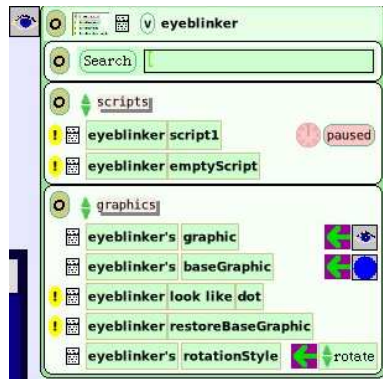 v eyeblinker
Search
scripts
! eyeblinker script1 paused
! eyeblinker emptyScript
graphics
eyeblinker's graphic
eyeblinker's baseGraphic
! eyeblinker look like dot
! eyeblinker restoreBaseGraphic
eyeblinker's rotationStyle rotate